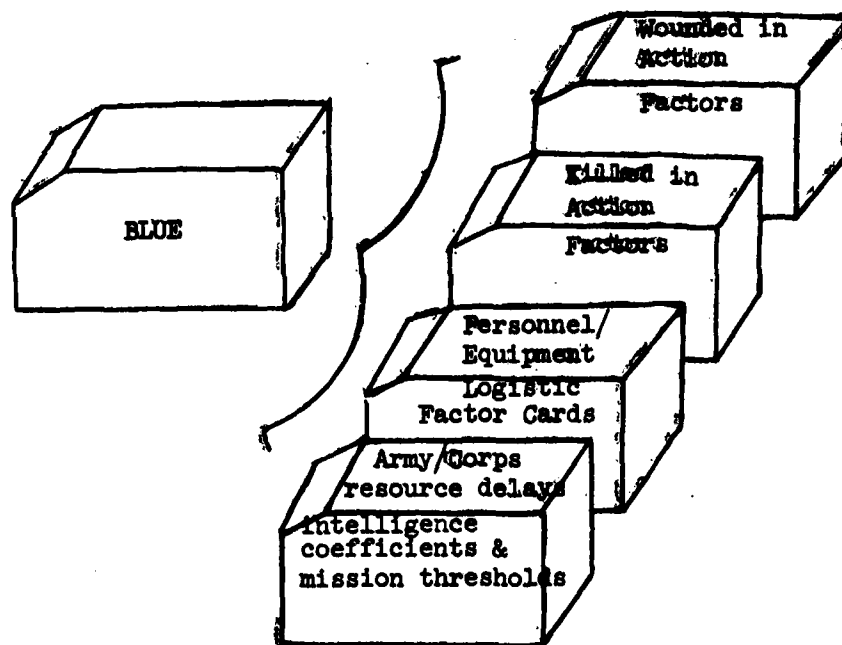 Wounded in
Action
Factors
Killed in
Action
Factors
BLUE
Personnel/
Equipment
Logistic
Factor Cards
Army/Corps
resource delays
intelligence
coefficients &
mission thresholds